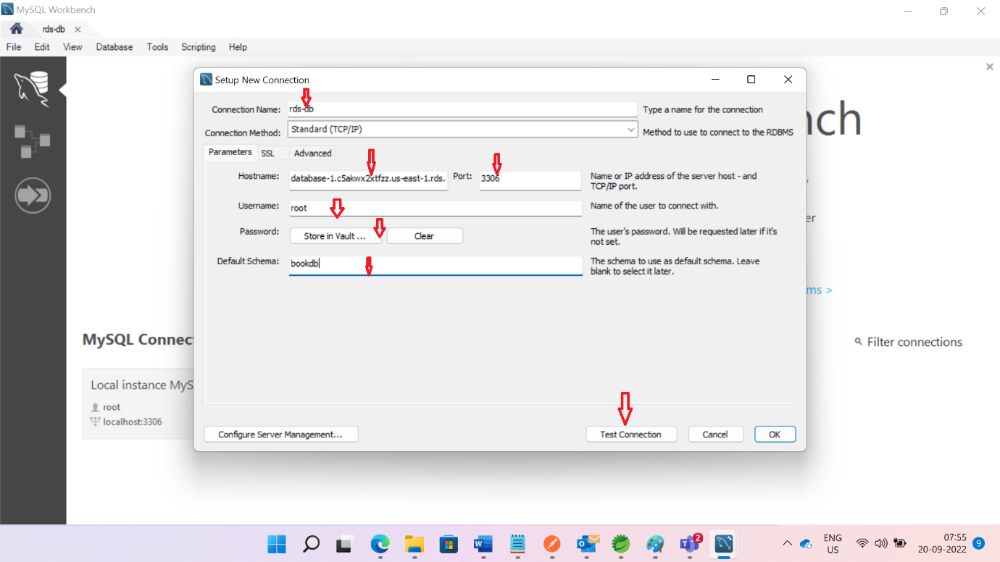 MySQL Workbench
rds-db
File Edit View Database Tools Scripting Help
Setup New Connection
Connection Name: rds-db Type a name for the connection
Connection Method: Standard (TCP/IP) Method to use to connect to the RDBMS
Parameters SSL Advanced
Hostname: database-1.c5akwx2xtfzz.us-east-1.rds. Port: 3306 Name or IP address of the server host - and
TCP/IP port.
Username: root Name of the user to connect with.
Password: Store in Vault ... Clear The user's password. Will be requested later if it's
not set.
Default Schema: bookdb The schema to use as default schema. Leave
blank to select it later.
nch
,
er
ms >
MySQL Connec
Filter connections
Local instance MyS
root
localhost:3306
Configure Server Management... Test Connection Cancel OK
2
ENG
US
07:55
20-09-2022
9